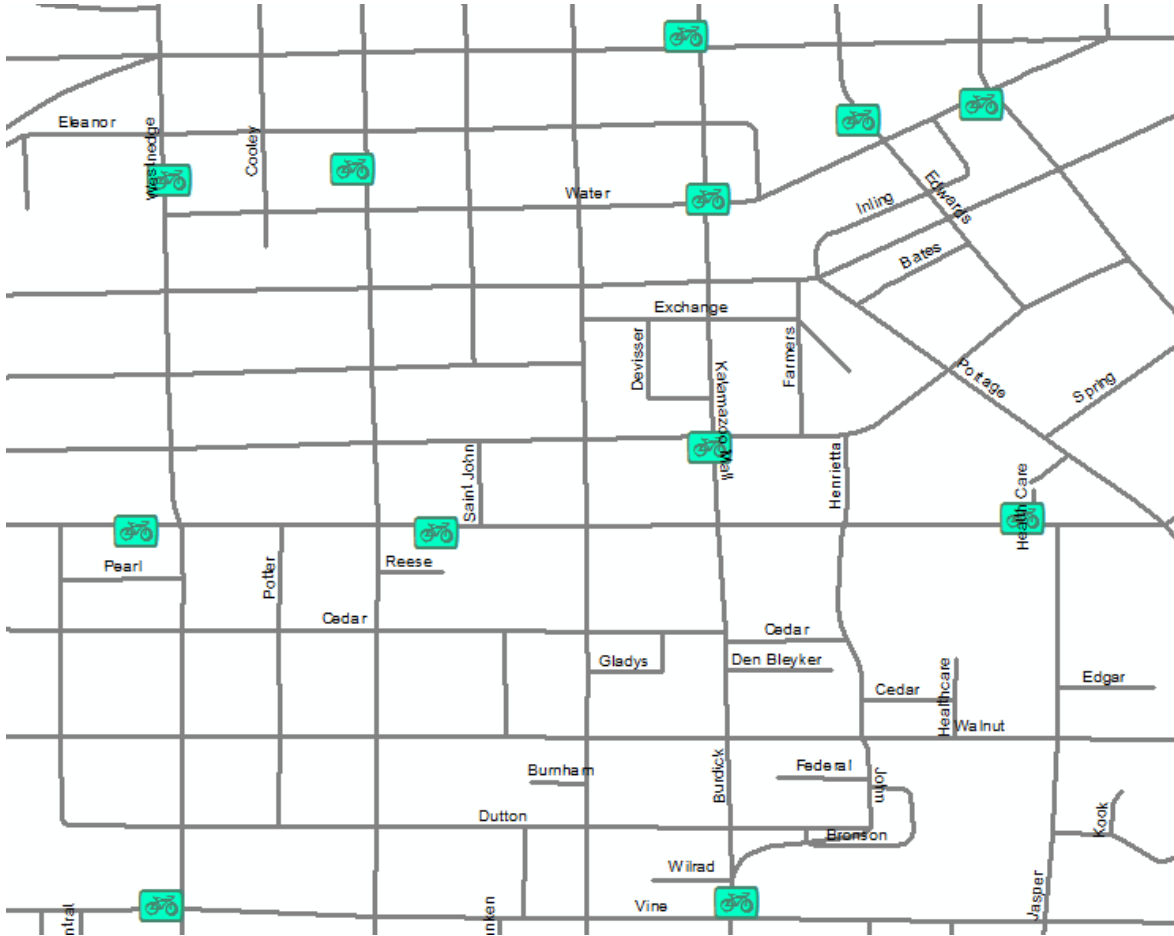 Eleanor
Westnedge
Cooley
Water
Inling
Edwards
Bates
Exchange
Devisser
Farmers
Kalamazoo Mall
Portage
Spring
Saint John
Henrietta
Health Care
Pearl
Potter
Reese
Cedar
Cedar
Gladys
Den Bleyker
Cedar
Healthcare
Edgar
Walnut
Burnham
Burdick
Federal
John
Dutton
Bronson
Kook
Wilrad
Jasper
Vine
ntral
nken